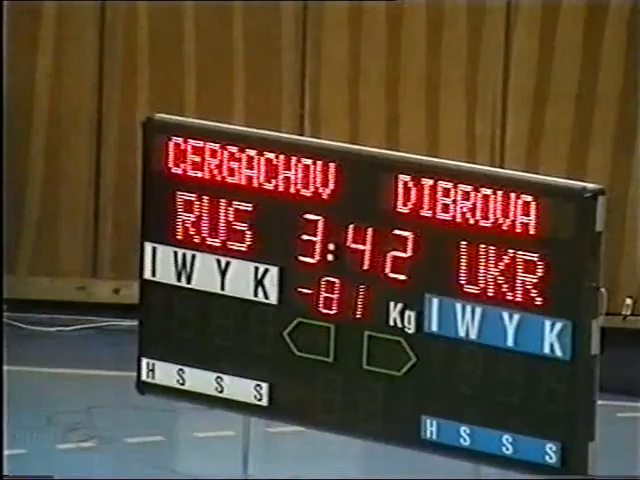 CERGACHOV DIBROVA
RUS 3:42 UKR
I W Y K -81 Kg I W Y K
H S S S H S S S